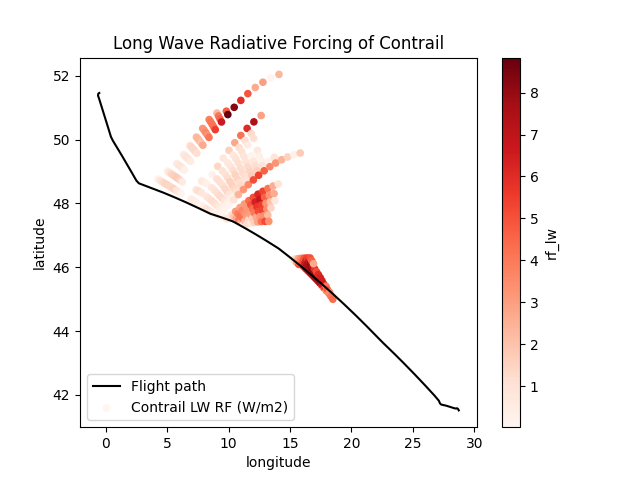 Long Wave Radiative Forcing of Contrail
52
50
48
46
44
42
latitude
0 5 10 15 20 25 30
longitude
Flight path
Contrail LW RF (W/m2)
8
7
6
5
4
3
2
1
rf_lw